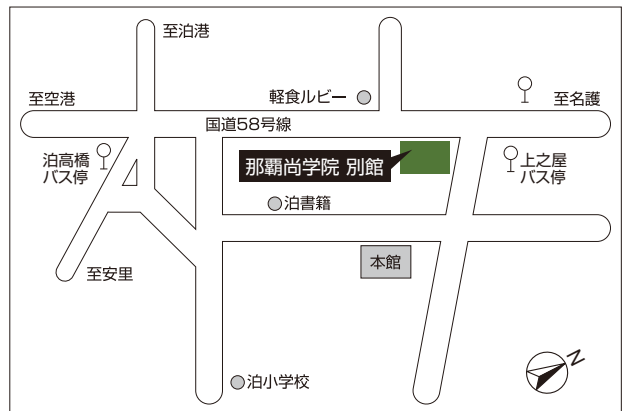 至泊港
軽食ルビー
至空港
至名護
国道58号線
泊高橋
バス停
那覇尚学院 別館
上之屋
バス停
泊書籍
本館
至安里
泊小学校
N